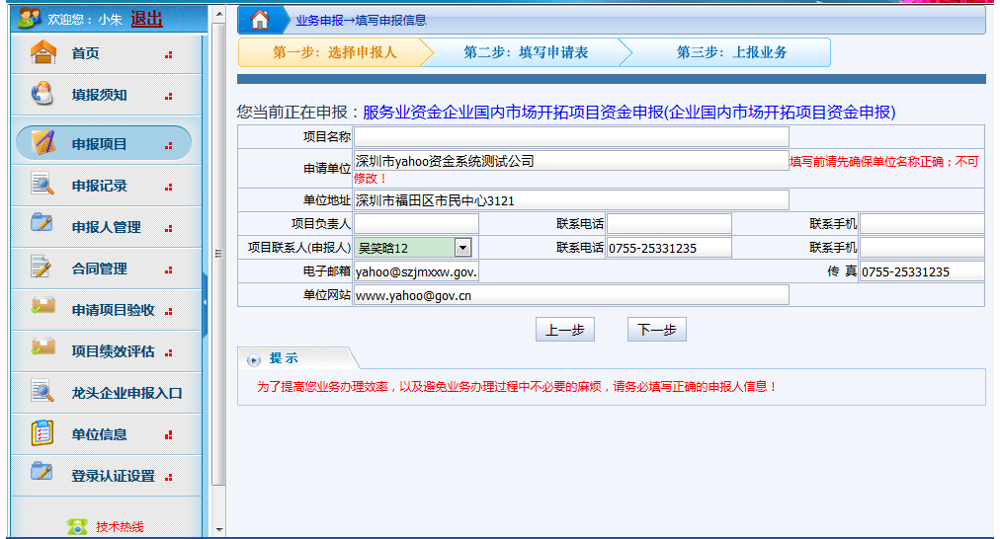 欢迎您： 小朱 退出
首页
填报须知
申报项目
申报记录
申报人管理
合同管理
申请项目验收
项目绩效评估
龙头企业申报入口
单位信息
登录认证设置
技术热线
业务申报→填写申报信息
第一步：选择申报人 第二步：填写申请表 第三步：上报业务
您当前正在申报：服务业资金企业国内市场开拓项目资金申报(企业国内市场开拓项目资金申报)
项目名称
申请单位 深圳市yahoo资金系统测试公司 填写前请先确保单位名称正确；不可
修改！
单位地址 深圳市福田区市民中心3121
项目负责人 联系电话 联系手机
项目联系人(申报人) 吴笑晗12 联系电话 0755-25331235 联系手机
电子邮箱 yahoo@szjmxxw.gov. 传 真 0755-25331235
单位网站 www.yahoo@gov.cn
上一步 下一步
提示
为了提高您业务办理效率，以及避免业务办理过程中不必要的麻烦，请务必填写正确的申报人信息！